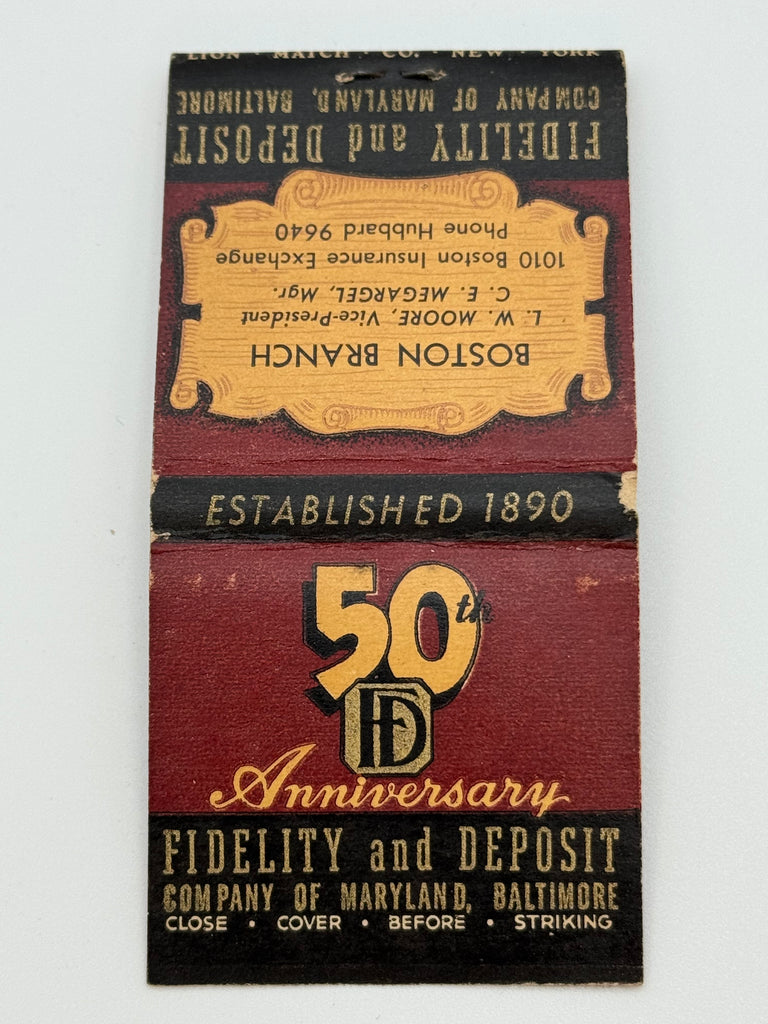 LION • MATCH • CO. • NEW • YORK
FIDELITY and DEPOSIT
COMPANY OF MARYLAND, BALTIMORE
BOSTON BRANCH
L. W. MOORE, Vice-President
C. E. MEGARGEL, Mgr.
1010 Boston Insurance Exchange
Phone Hubbard 9640
ESTABLISHED 1890
50th
FD
Anniversary
FIDELITY and DEPOSIT
COMPANY OF MARYLAND, BALTIMORE
CLOSE • COVER • BEFORE • STRIKING